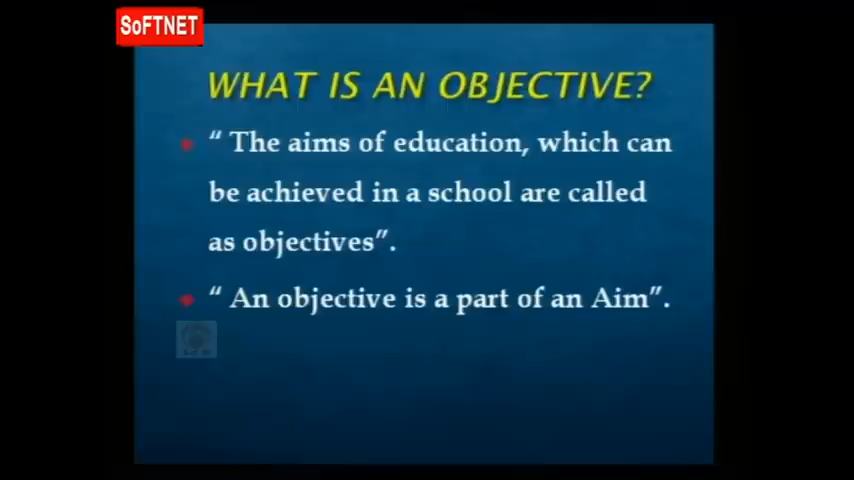 SoFTNET
WHAT IS AN OBJECTIVE?
“ The aims of education, which can
be achieved in a school are called
as objectives”.
“ An objective is a part of an Aim”.